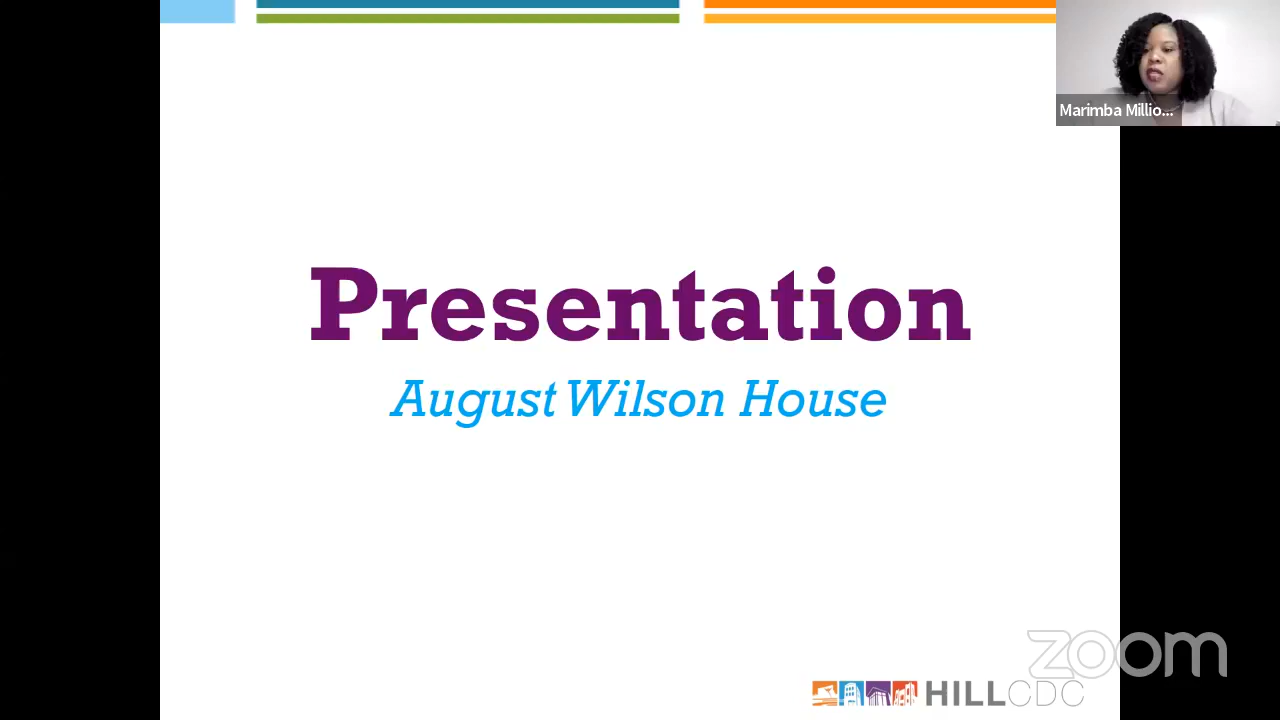 Marimba Millio...
Presentation
August Wilson House
zoom
HILLCDC